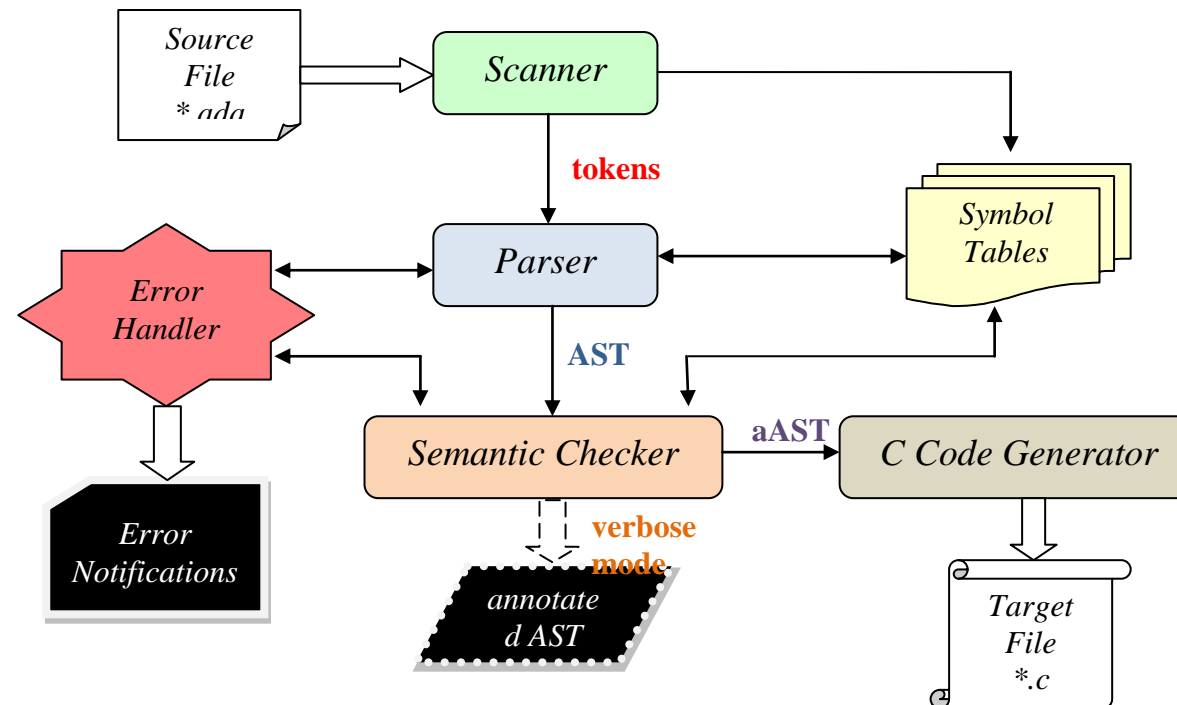 Source
File
*.ada
Scanner
tokens
Symbol
Tables
Parser
Error
Handler
AST
aAST
Semantic Checker
C Code Generator
verbose
mode
Error
Notifications
annotate
d AST
Target
File
*.c